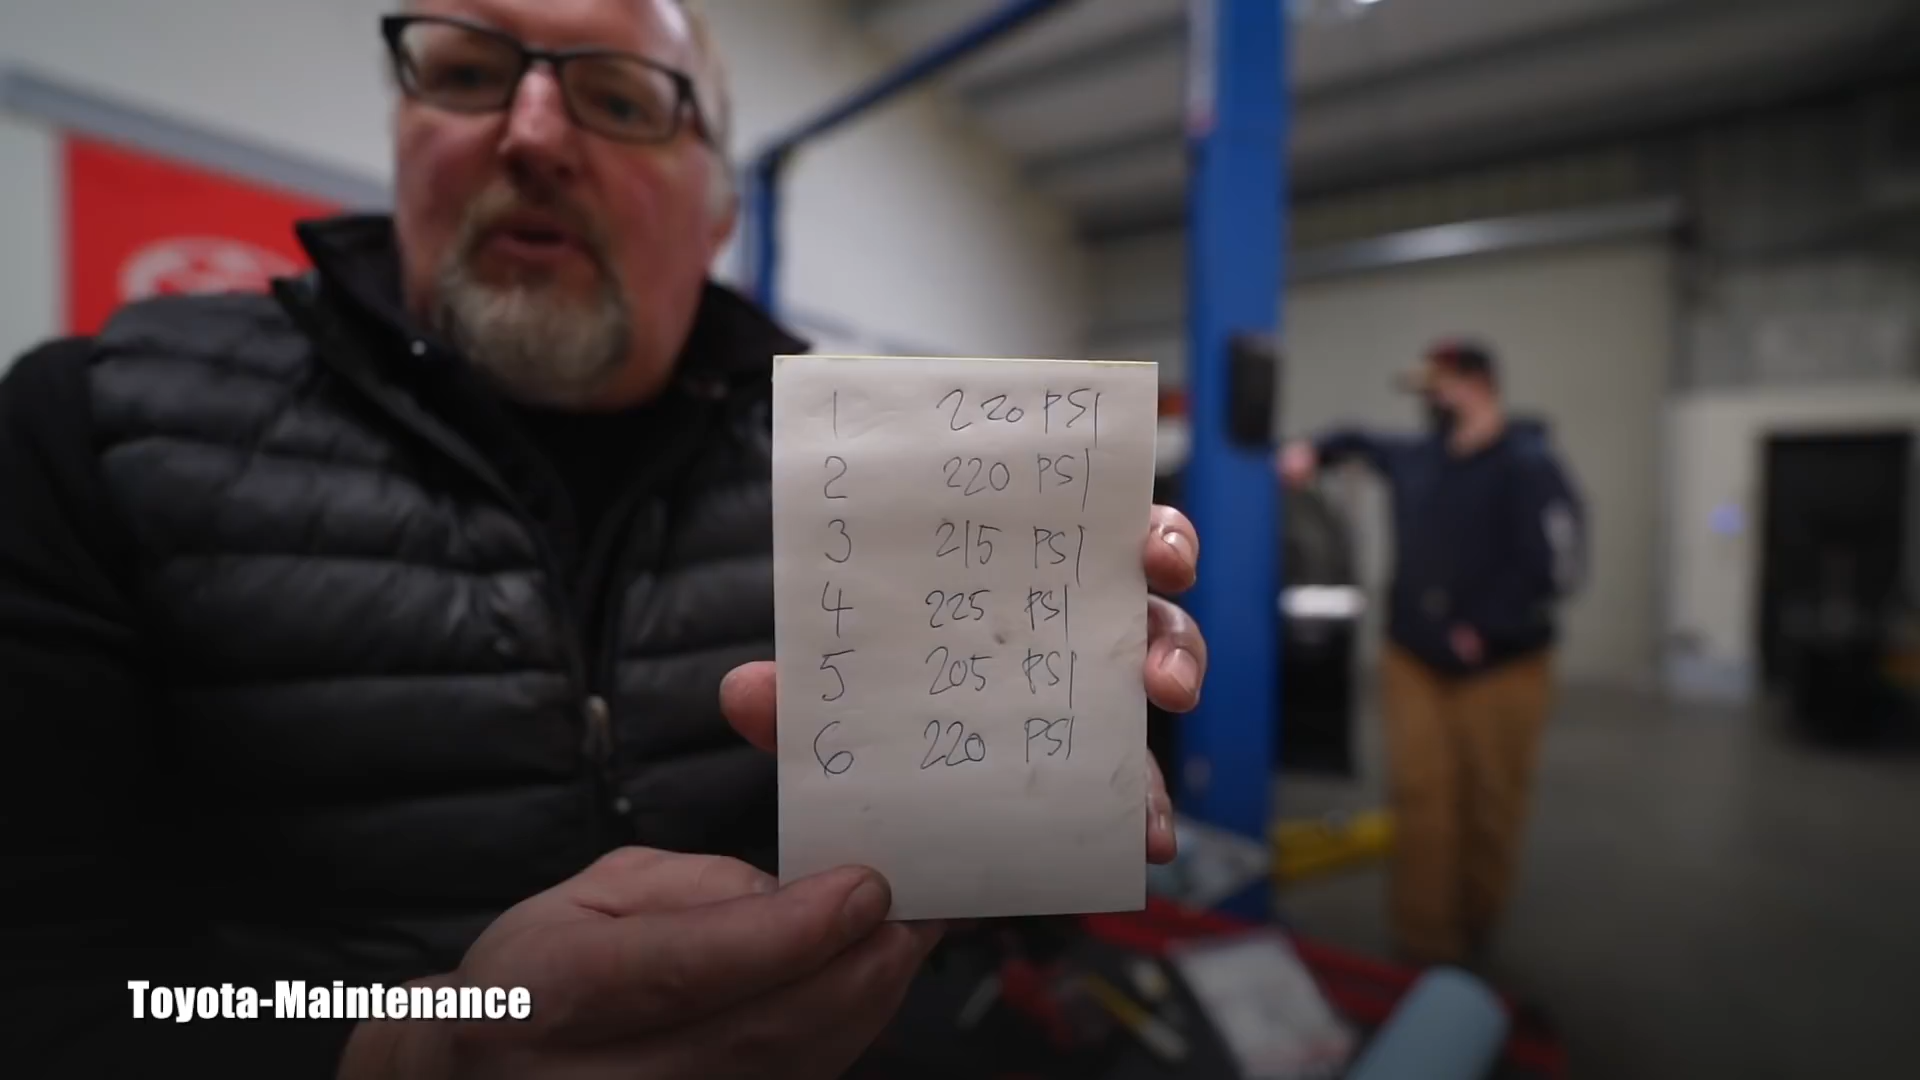 1 220 PSI
2 220 PSI
3 215 PSI
4 225 PSI
5 205 PSI
6 220 PSI
Toyota-Maintenance